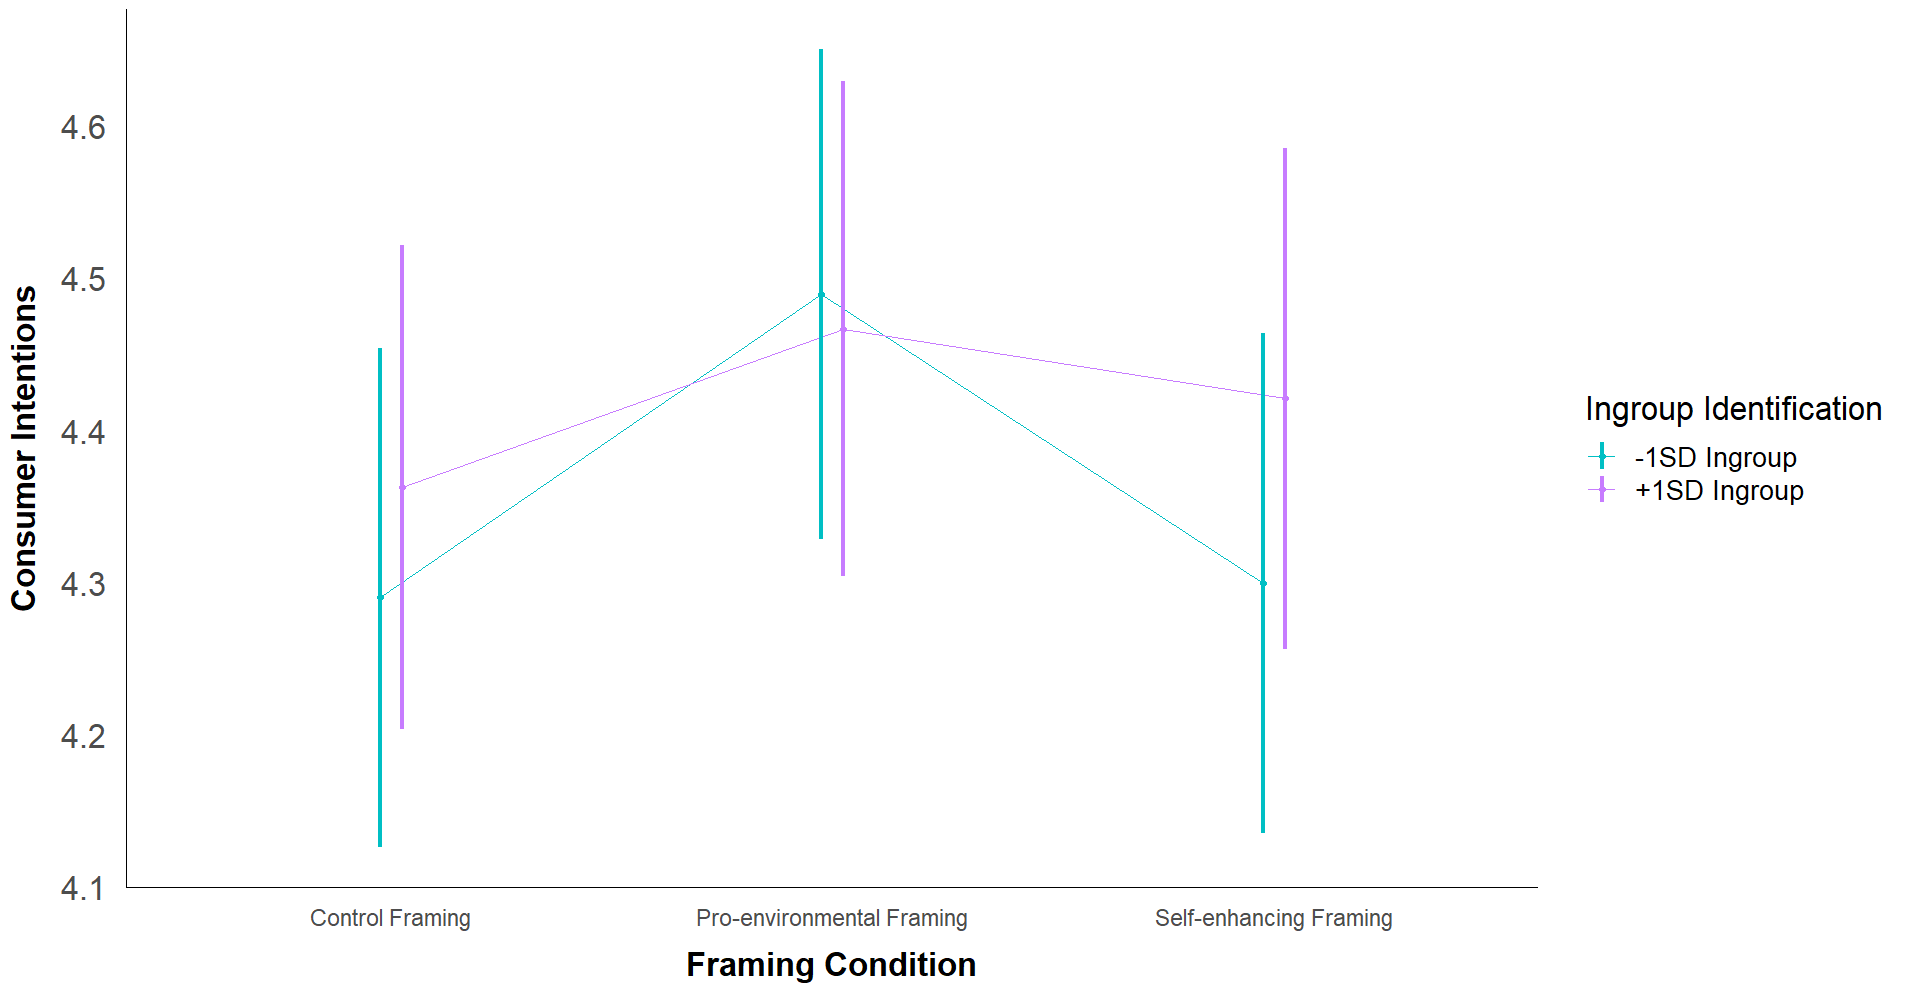 Consumer Intentions
4.6
4.5
4.4
4.3
4.2
4.1
Control Framing
Pro-environmental Framing
Self-enhancing Framing
Framing Condition
Ingroup Identification
-1SD Ingroup
+1SD Ingroup